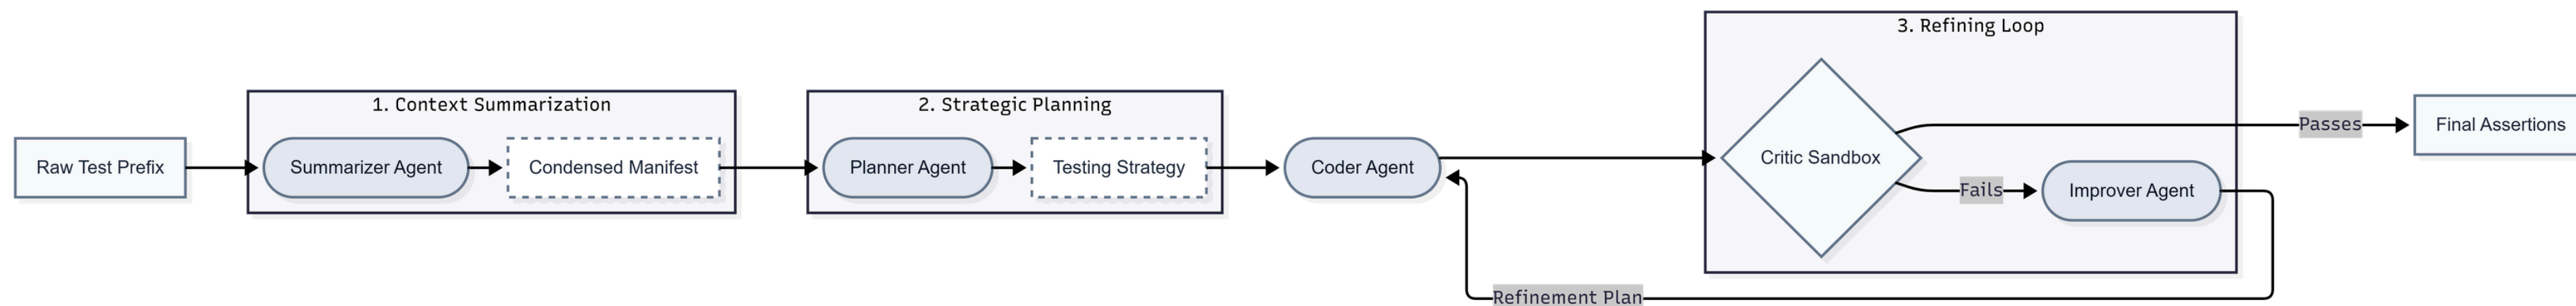 Raw Test Prefix
1. Context Summarization
Summarizer Agent
Condensed Manifest
2. Strategic Planning
Planner Agent
Testing Strategy
Coder Agent
3. Refining Loop
Critic Sandbox
Passes
Fails
Improver Agent
Refinement Plan
Final Assertions